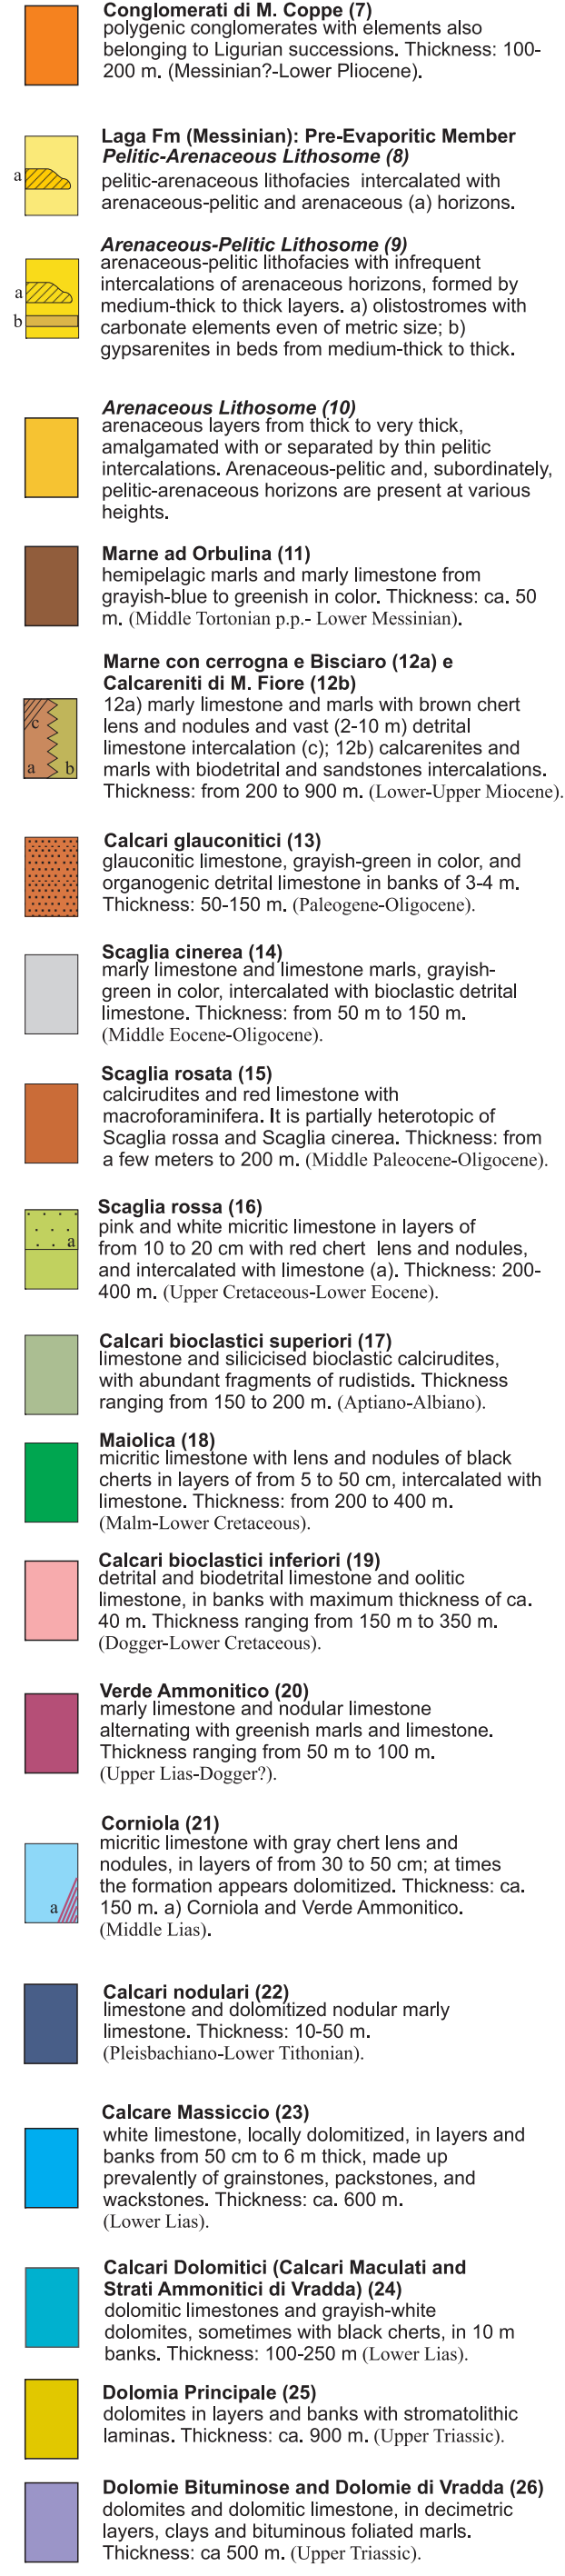 Conglomerati di M. Coppe (7)
polygenic conglomerates with elements also
belonging to Ligurian successions. Thickness: 100-
200 m. (Messinian?-Lower Pliocene).
Laga Fm (Messinian): Pre-Evaporitic Member
Pelitic-Arenaceous Lithosome (8)
a
pelitic-arenaceous lithofacies intercalated with
arenaceous-pelitic and arenaceous (a) horizons.
Arenaceous-Pelitic Lithosome (9)
arenaceous-pelitic lithofacies with infrequent
intercalations of arenaceous horizons, formed by
a
medium-thick to thick layers. a) olistostromes with
b
carbonate elements even of metric size; b)
gypsarenites in beds from medium-thick to thick.
Arenaceous Lithosome (10)
arenaceous layers from thick to very thick,
amalgamated with or separated by thin pelitic
intercalations. Arenaceous-pelitic and, subordinately,
pelitic-arenaceous horizons are present at various
heights.
Marne ad Orbulina (11)
hemipelagic marls and marly limestone from
grayish-blue to greenish in color. Thickness: ca. 50
m. (Middle Tortonian p.p.- Lower Messinian).
Marne con cerrogna e Bisciaro (12a) e
Calcareniti di M. Fiore (12b)
12a) marly limestone and marls with brown chert
c
lens and nodules and vast (2-10 m) detrital
limestone intercalation (c); 12b) calcarenites and
a b
marls with biodetrital and sandstones intercalations.
Thickness: from 200 to 900 m. (Lower-Upper Miocene).
Calcari glauconitici (13)
glauconitic limestone, grayish-green in color, and
organogenic detrital limestone in banks of 3-4 m.
Thickness: 50-150 m. (Paleogene-Oligocene).
Scaglia cinerea (14)
marly limestone and limestone marls, grayish-
green in color, intercalated with bioclastic detrital
limestone. Thickness: from 50 m to 150 m.
(Middle Eocene-Oligocene).
Scaglia rosata (15)
calcirudites and red limestone with
macroforaminifera. It is partially heterotopic of
Scaglia rossa and Scaglia cinerea. Thickness: from
a few meters to 200 m. (Middle Paleocene-Oligocene).
Scaglia rossa (16)
pink and white micritic limestone in layers of
a
from 10 to 20 cm with red chert lens and nodules,
and intercalated with limestone (a). Thickness: 200-
400 m. (Upper Cretaceous-Lower Eocene).
Calcari bioclastici superiori (17)
limestone and silicicised bioclastic calcirudites,
with abundant fragments of rudistids. Thickness
ranging from 150 to 200 m. (Aptiano-Albiano).
Maiolica (18)
micritic limestone with lens and nodules of black
cherts in layers of from 5 to 50 cm, intercalated with
limestone. Thickness: from 200 to 400 m.
(Malm-Lower Cretaceous).
Calcari bioclastici inferiori (19)
detrital and biodetrital limestone and oolitic
limestone, in banks with maximum thickness of ca.
40 m. Thickness ranging from 150 m to 350 m.
(Dogger-Lower Cretaceous).
Verde Ammonitico (20)
marly limestone and nodular limestone
alternating with greenish marls and limestone.
Thickness ranging from 50 m to 100 m.
(Upper Lias-Dogger?).
Corniola (21)
micritic limestone with gray chert lens and
nodules, in layers of from 30 to 50 cm; at times
the formation appears dolomitized. Thickness: ca.
a
150 m. a) Corniola and Verde Ammonitico.
(Middle Lias).
Calcari nodulari (22)
limestone and dolomitized nodular marly
limestone. Thickness: 10-50 m.
(Pleisbachiano-Lower Tithonian).
Calcare Massiccio (23)
white limestone, locally dolomitized, in layers and
banks from 50 cm to 6 m thick, made up
prevalently of grainstones, packstones, and
wackstones. Thickness: ca. 600 m.
(Lower Lias).
Calcari Dolomitici (Calcari Maculati and
Strati Ammonitici di Vradda) (24)
dolomitic limestones and grayish-white
dolomites, sometimes with black cherts, in 10 m
banks. Thickness: 100-250 m (Lower Lias).
Dolomia Principale (25)
dolomites in layers and banks with stromatolithic
laminas. Thickness: ca. 900 m. (Upper Triassic).
Dolomie Bituminose and Dolomie di Vradda (26)
dolomites and dolomitic limestone, in decimetric
layers, clays and bituminous foliated marls.
Thickness: ca 500 m. (Upper Triassic).